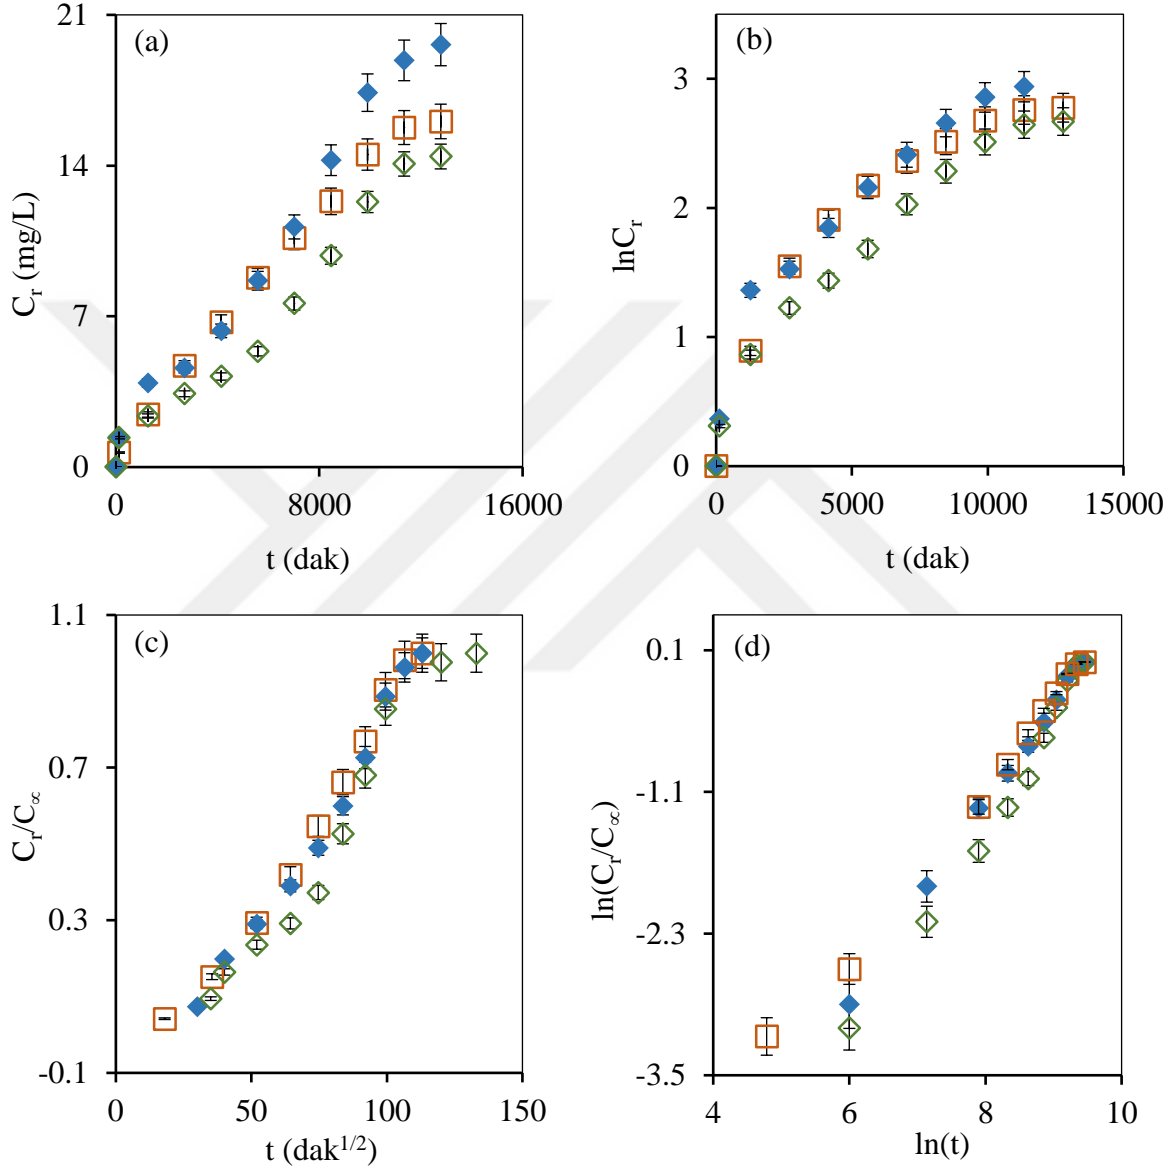 (a)
21
14
7
0
C_r (mg/L)
0 8000 16000
t (dak)
(b)
3
2
1
0
lnC_r
0 5000 10000 15000
t (dak)
(c)
1.1
0.7
0.3
-0.1
C_r/C_∞
0 50 100 150
t (dak^1/2)
(d)
0.1
-1.1
-2.3
-3.5
ln(C_r/C_∞)
4 6 8 10
ln(t)